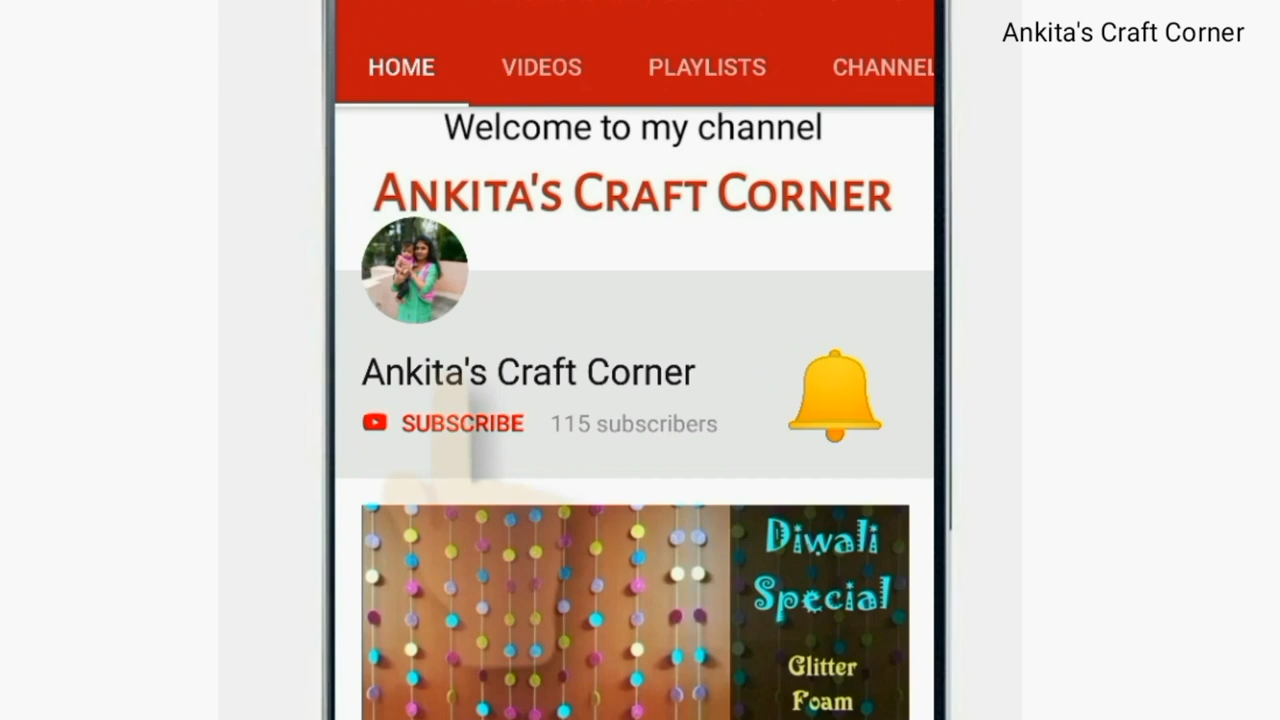 Ankita's Craft Corner
HOME VIDEOS PLAYLISTS CHANNEL
Welcome to my channel
ANKITA'S CRAFT CORNER
Ankita's Craft Corner
SUBSCRIBE 115 subscribers
Diwali
Special
Glitter
Foam